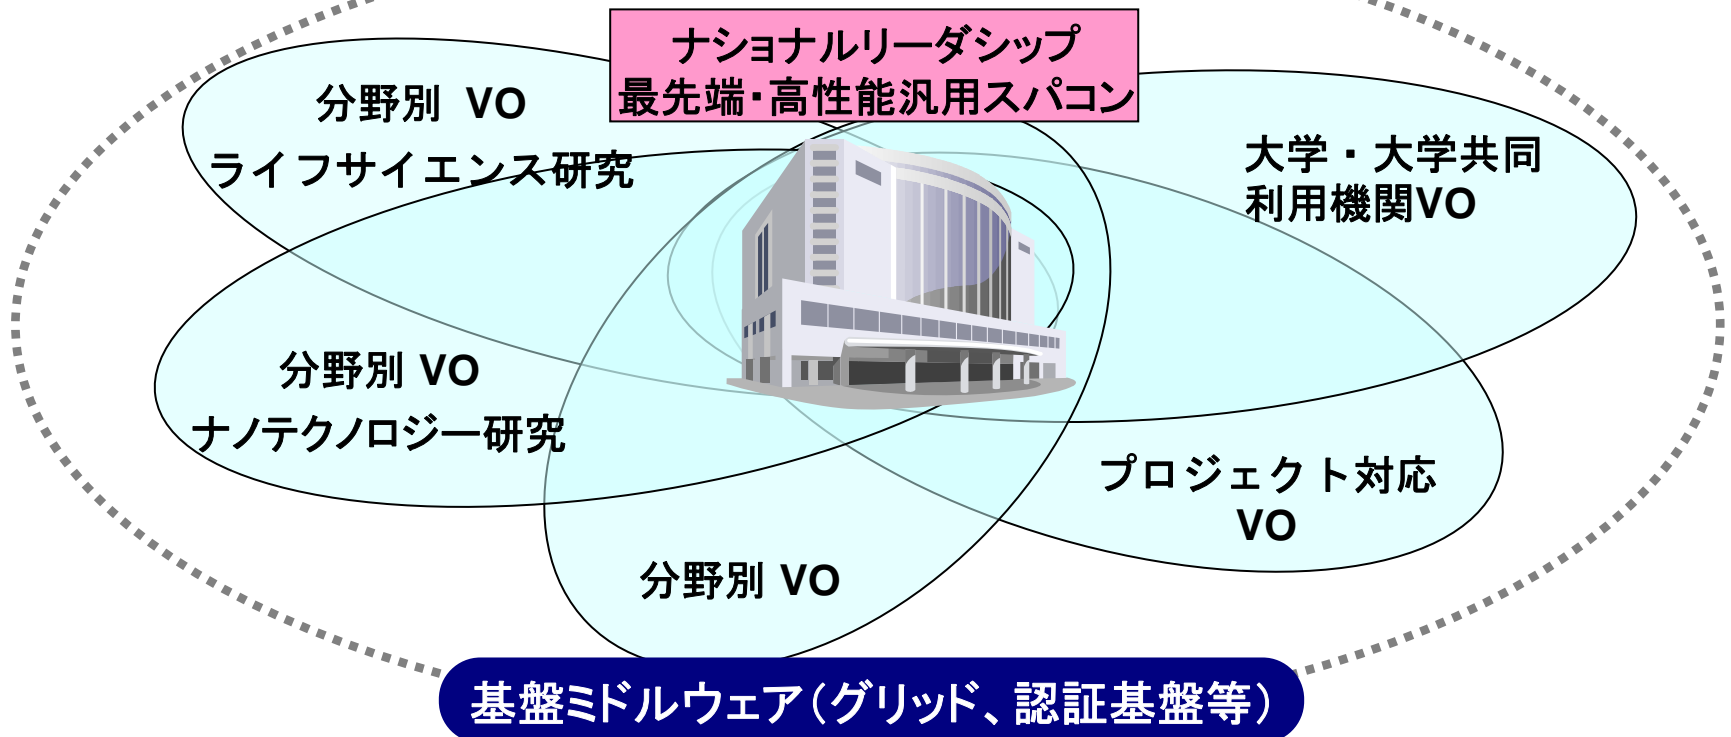 ナショナルリーダシップ
最先端・高性能汎用スパコン
分野別 VO
ライフサイエンス研究
大学・大学共同
利用機関VO
分野別 VO
ナノテクノロジー研究
プロジェクト対応
VO
分野別 VO
基盤ミドルウェア(グリッド、認証基盤等)